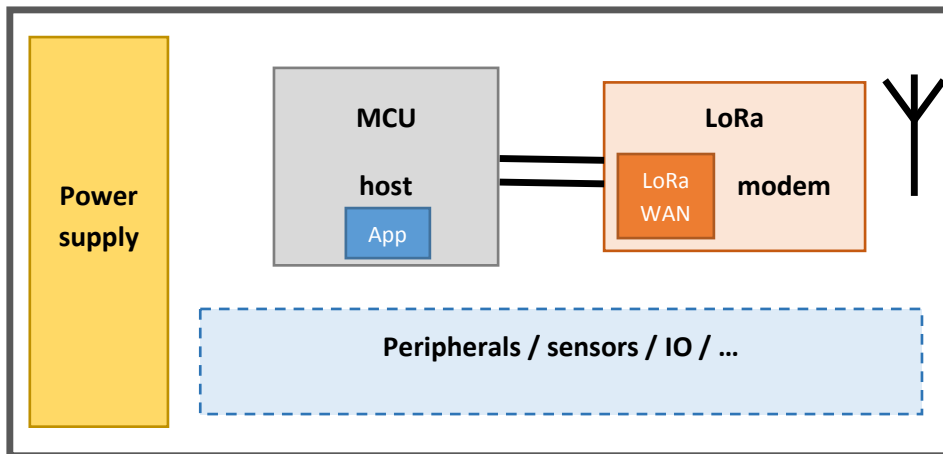 Power
supply
MCU
host
App
LoRa
modem
LoRa
WAN
Peripherals / sensors / IO / …